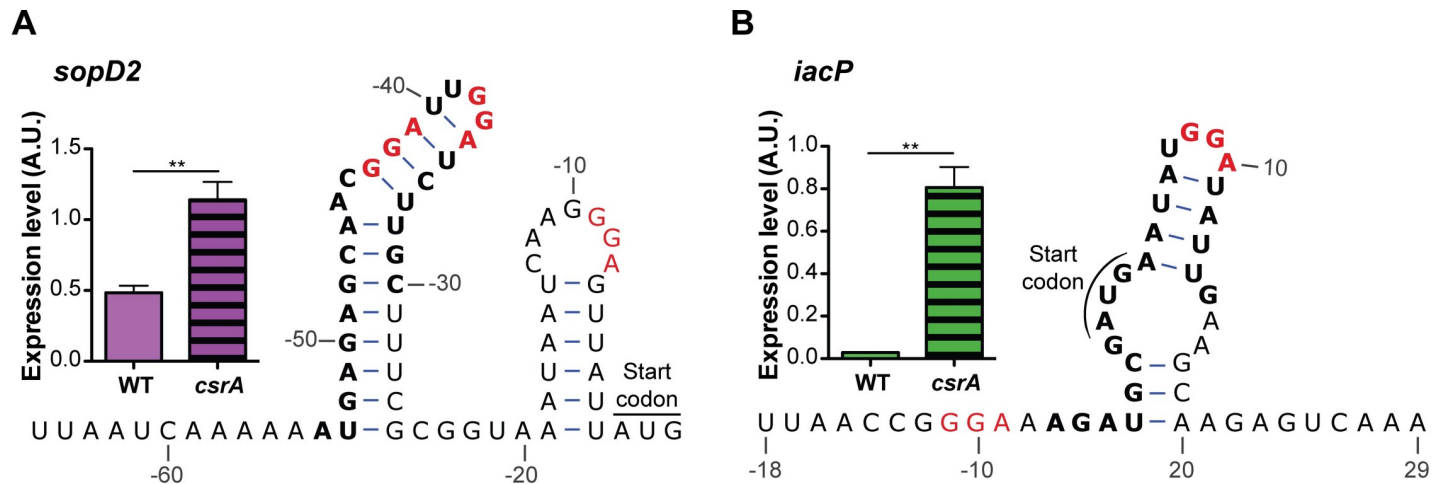 A
sopD2
Expression level (A.U.)
1.5
1.0
0.5
0.0
**
WT
csrA
U U A A U C A A A A A A U
G A G A G C A A C G G A U U G G A U C U U G C U U U C
G C G G U A A
A U A A U C A A G G G A G U U A U
U A U G
-60
-50
-40
-30
-20
-10
Start
codon
B
iacP
Expression level (A.U.)
1.0
0.8
0.6
0.4
0.2
0.0
**
WT
csrA
U U A A C C G G G A A A G A U
G C G A U G A A U A U G G A U A U U G A A G C
A A G A G U C A A A
Start
codon
-18
-10
10
20
29